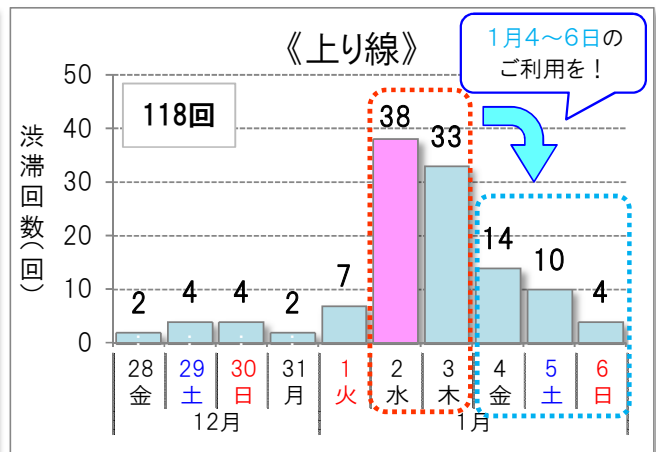 《上り線》
1月4～6日の
ご利用を！
118回
渋滞回数(回)
50
40
30
20
10
0
2
4
4
2
7
38
33
14
10
4
28 29 30 31 1 2 3 4 5 6
金 土 日 月 火 水 木 金 土 日
12月 1月